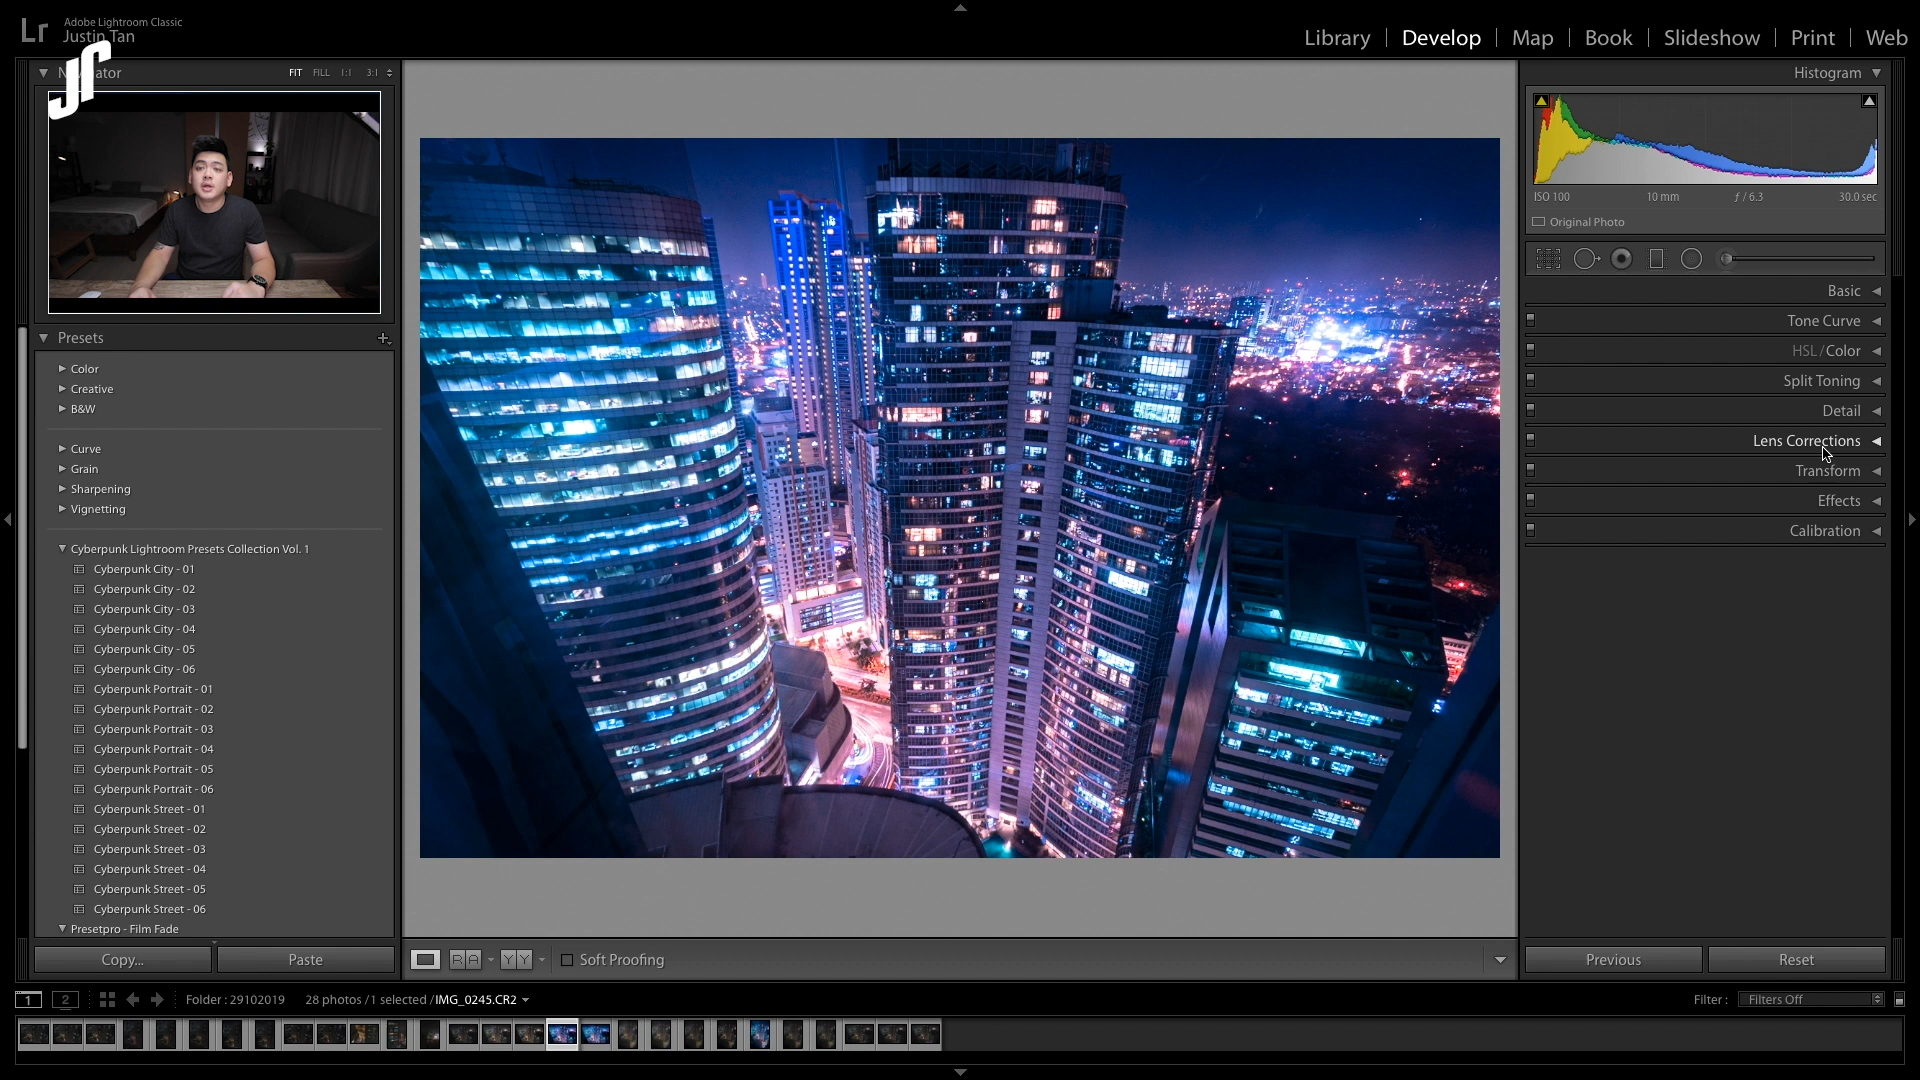 Lr
Adobe Lightroom Classic
Justin Tan
Library | Develop | Map | Book | Slideshow | Print | Web
FIT FILL 1:1 3:1
Presets
Color
Creative
B&W
Curve
Grain
Sharpening
Vignetting
Cyberpunk Lightroom Presets Collection Vol. 1
Cyberpunk City - 01
Cyberpunk City - 02
Cyberpunk City - 03
Cyberpunk City - 04
Cyberpunk City - 05
Cyberpunk City - 06
Cyberpunk Portrait - 01
Cyberpunk Portrait - 02
Cyberpunk Portrait - 03
Cyberpunk Portrait - 04
Cyberpunk Portrait - 05
Cyberpunk Portrait - 06
Cyberpunk Street - 01
Cyberpunk Street - 02
Cyberpunk Street - 03
Cyberpunk Street - 04
Cyberpunk Street - 05
Cyberpunk Street - 06
Presetpro - Film Fade
Copy...
Paste
R A
Y Y
Soft Proofing
Histogram
ISO 100 10 mm ƒ / 6.3 30.0 sec
Original Photo
Basic
Tone Curve
HSL / Color
Split Toning
Detail
Lens Corrections
Transform
Effects
Calibration
Previous
Reset
1
2
Folder : 29102019
28 photos / 1 selected / IMG_0245.CR2
Filter : Filters Off